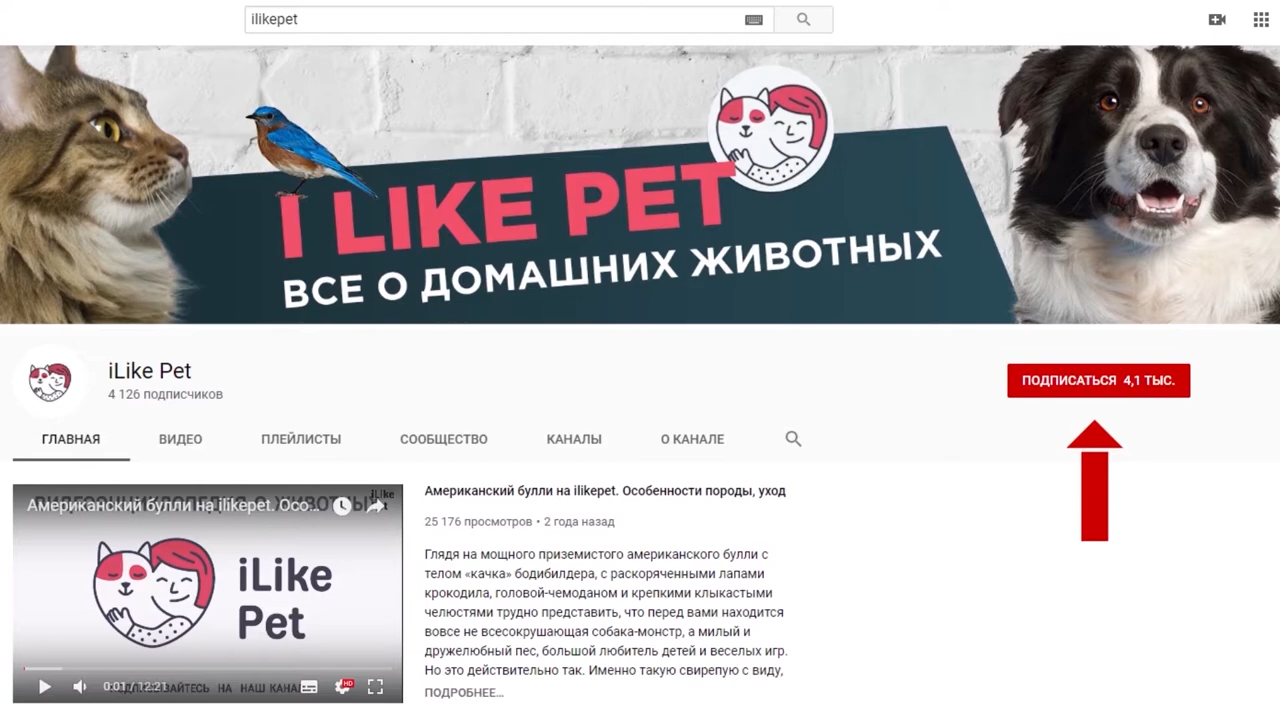 ilikepet
I LIKE PET
ВСЕ О ДОМАШНИХ ЖИВОТНЫХ
iLike Pet
4 126 подписчиков
ПОДПИСАТЬСЯ 4,1 ТЫС.
ГЛАВНАЯ ВИДЕО ПЛЕЙЛИСТЫ СООБЩЕСТВО КАНАЛЫ О КАНАЛЕ
Американский булли на ilikepet. Осо...
iLike
Pet
HD
0:01 / 12:21
НА НАШ КАНАЛ
Американский булли на ilikepet. Особенности породы, уход
25 176 просмотров • 2 года назад
Глядя на мощного приземистого американского булли с
телом «качка» бодибилдера, с раскоряченными лапами
крокодила, головой-чемоданом и крепкими клыкастыми
челюстями трудно представить, что перед вами находится
вовсе не всесокрушающая собака-монстр, а милый и
дружелюбный пес, большой любитель детей и веселых игр.
Но это действительно так. Именно такую свирепую с виду,
ПОДРОБНЕЕ...